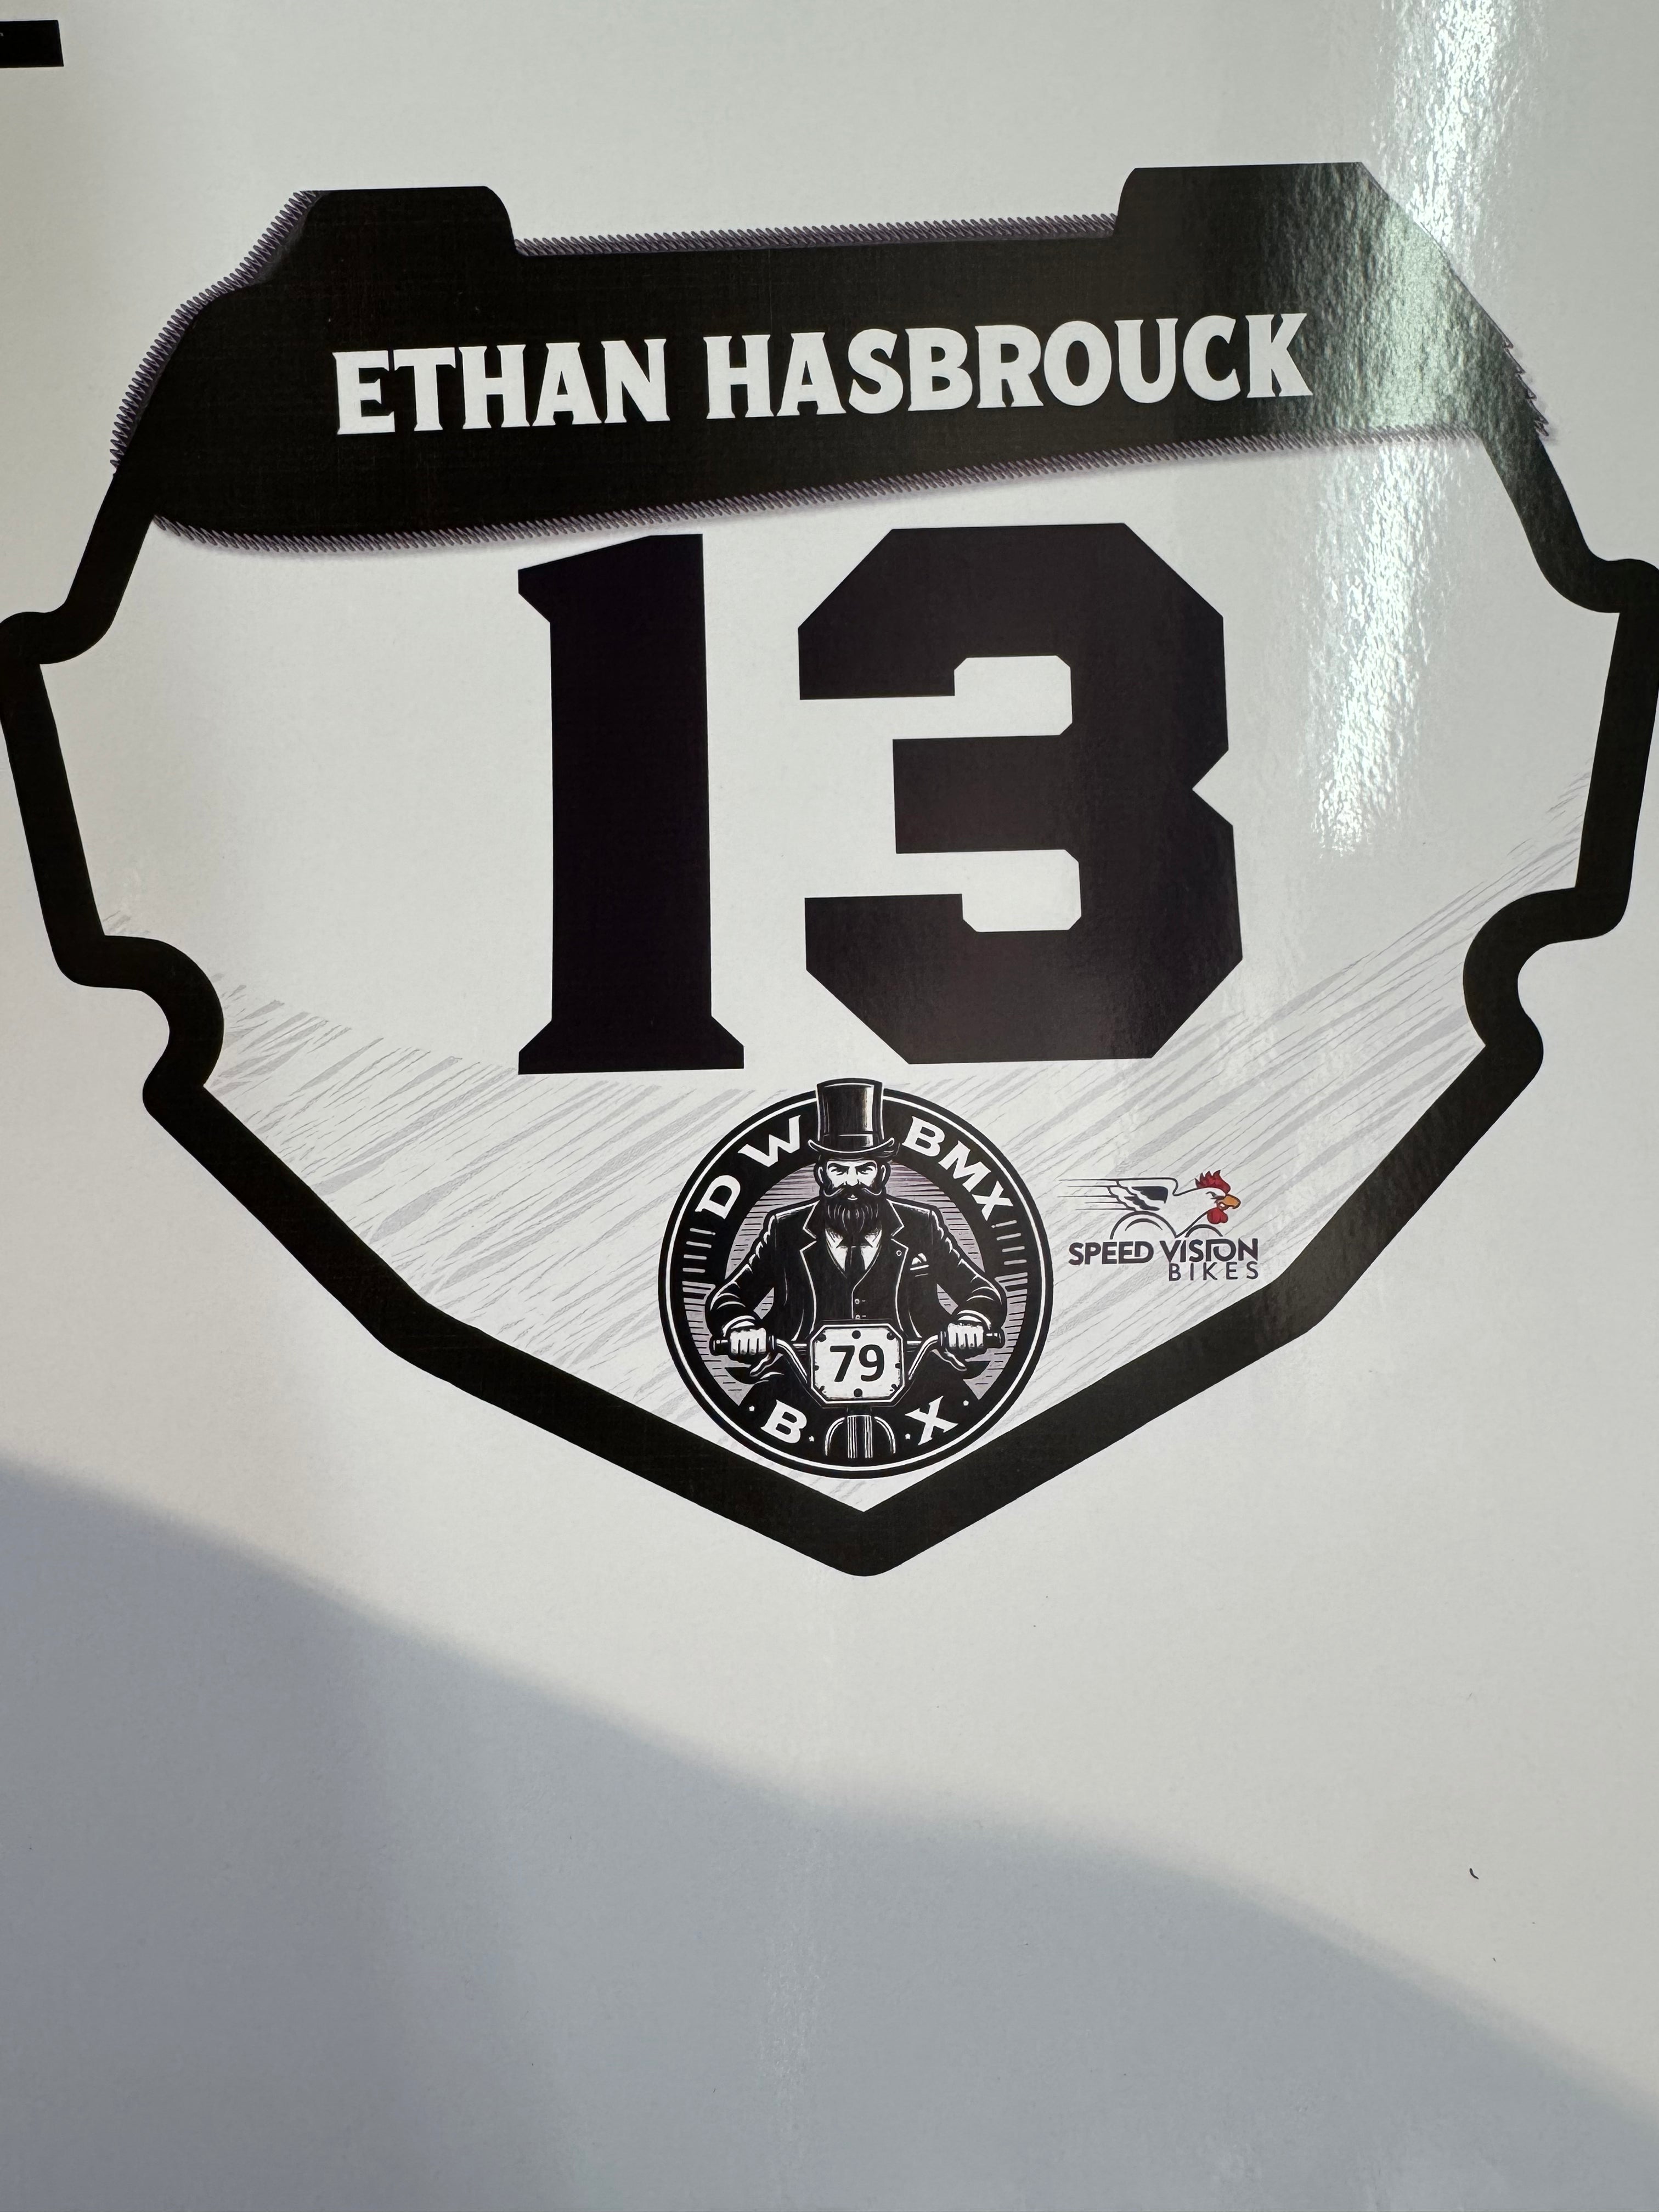 ETHAN HASBROUCK
13
DW BMX
SPEED VISION
BIKES
79
B X